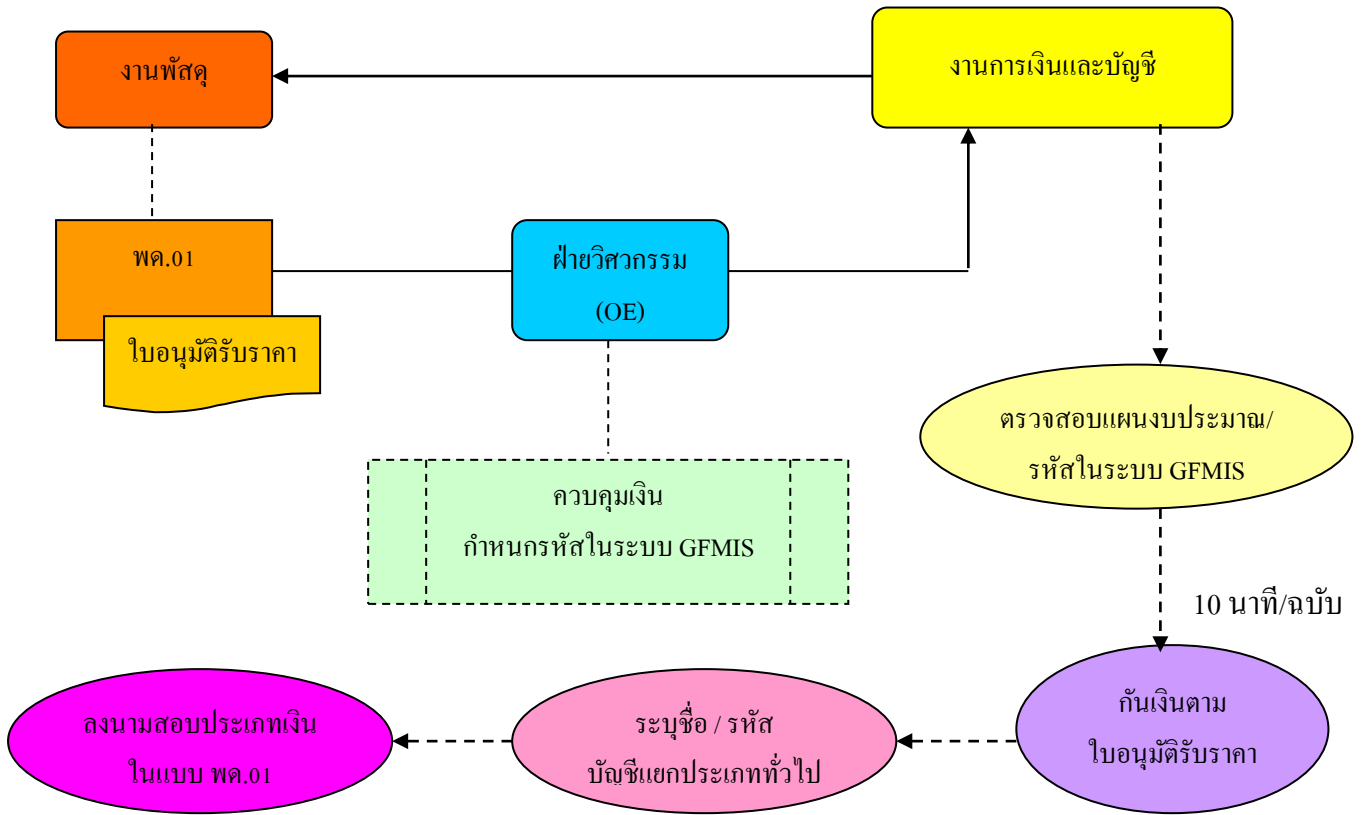 งานพัสดุ
งานการเงินและบัญชี
พด.01
ใบอนุมัติรับราคา
ฝ่ายวิศวกรรม
(OE)
ตรวจสอบแผนงบประมาณ/
รหัสในระบบ GFMIS
ควบคุมเงิน
กำหนกรหัสในระบบ GFMIS
10 นาที/ฉบับ
กันเงินตาม
ใบอนุมัติรับราคา
ระบุชื่อ / รหัส
บัญชีแยกประเภททั่วไป
ลงนามสอบประเภทเงิน
ในแบบ พด.01